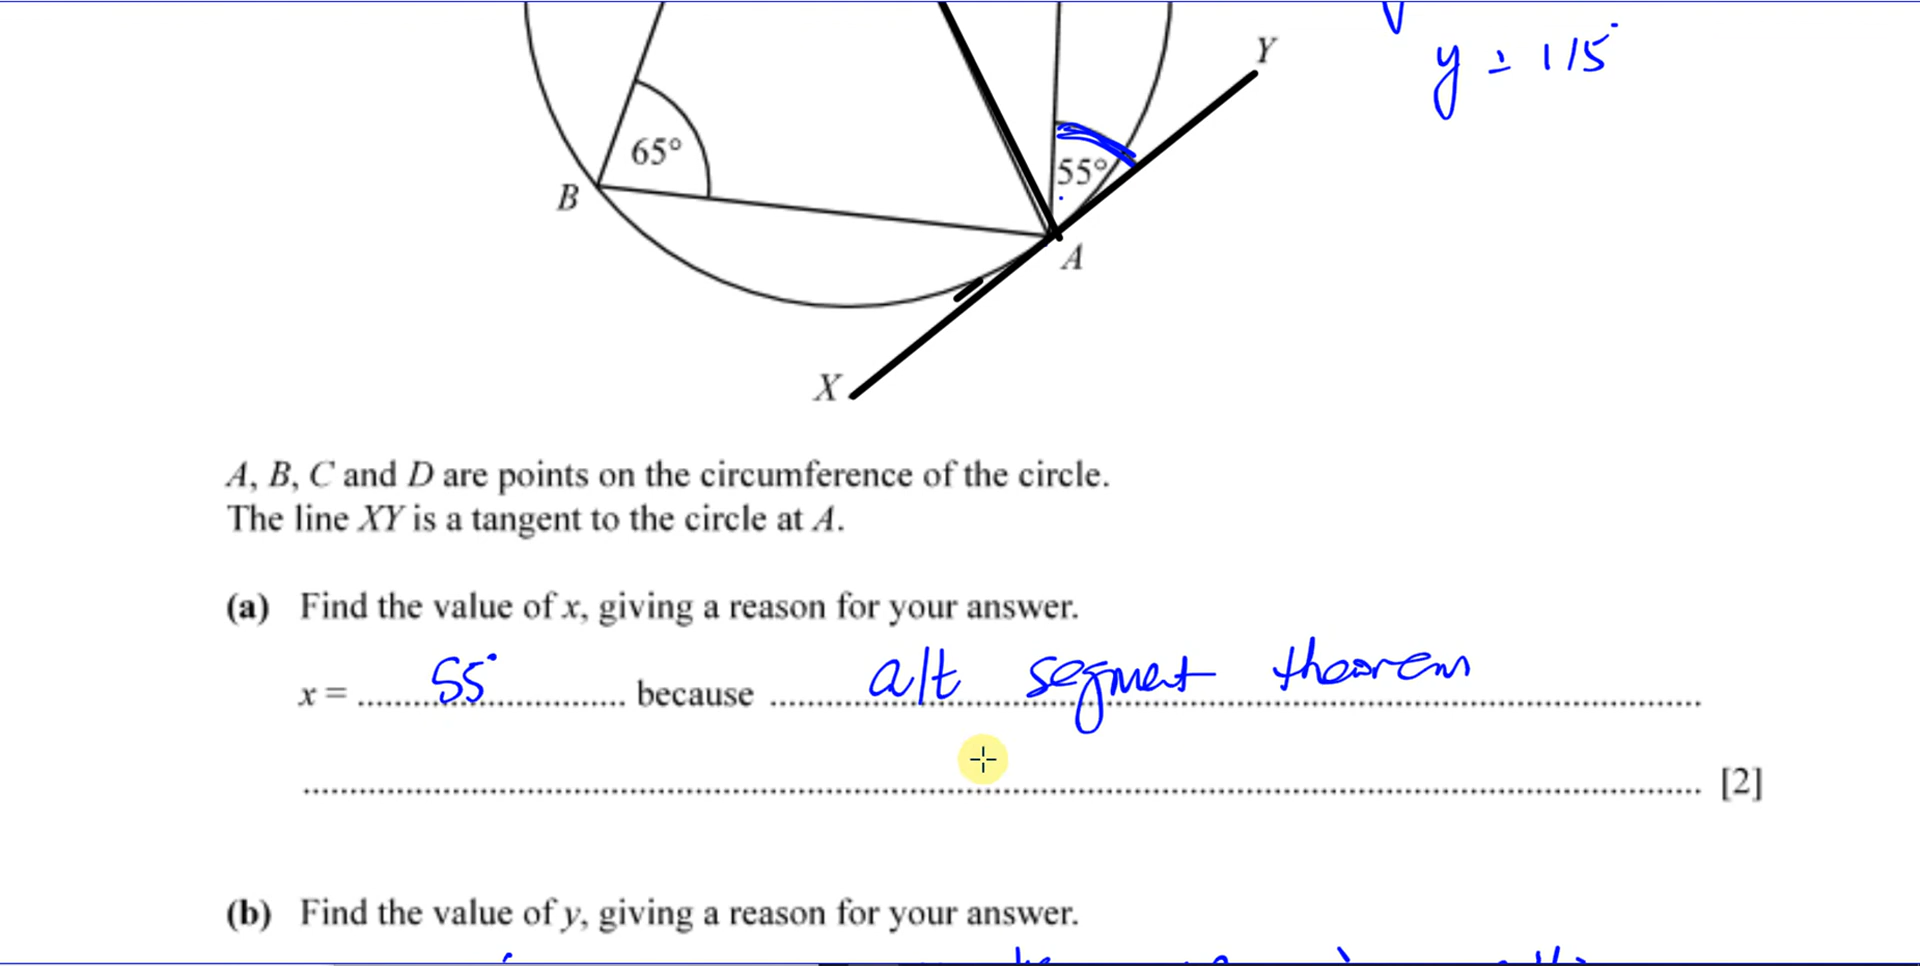 Y
y = 115°
65°
55°
B
A
X
A, B, C and D are points on the circumference of the circle.
The line XY is a tangent to the circle at A.
(a) Find the value of x, giving a reason for your answer.
x = 55° because alt segment theorem
[2]
(b) Find the value of y, giving a reason for your answer.